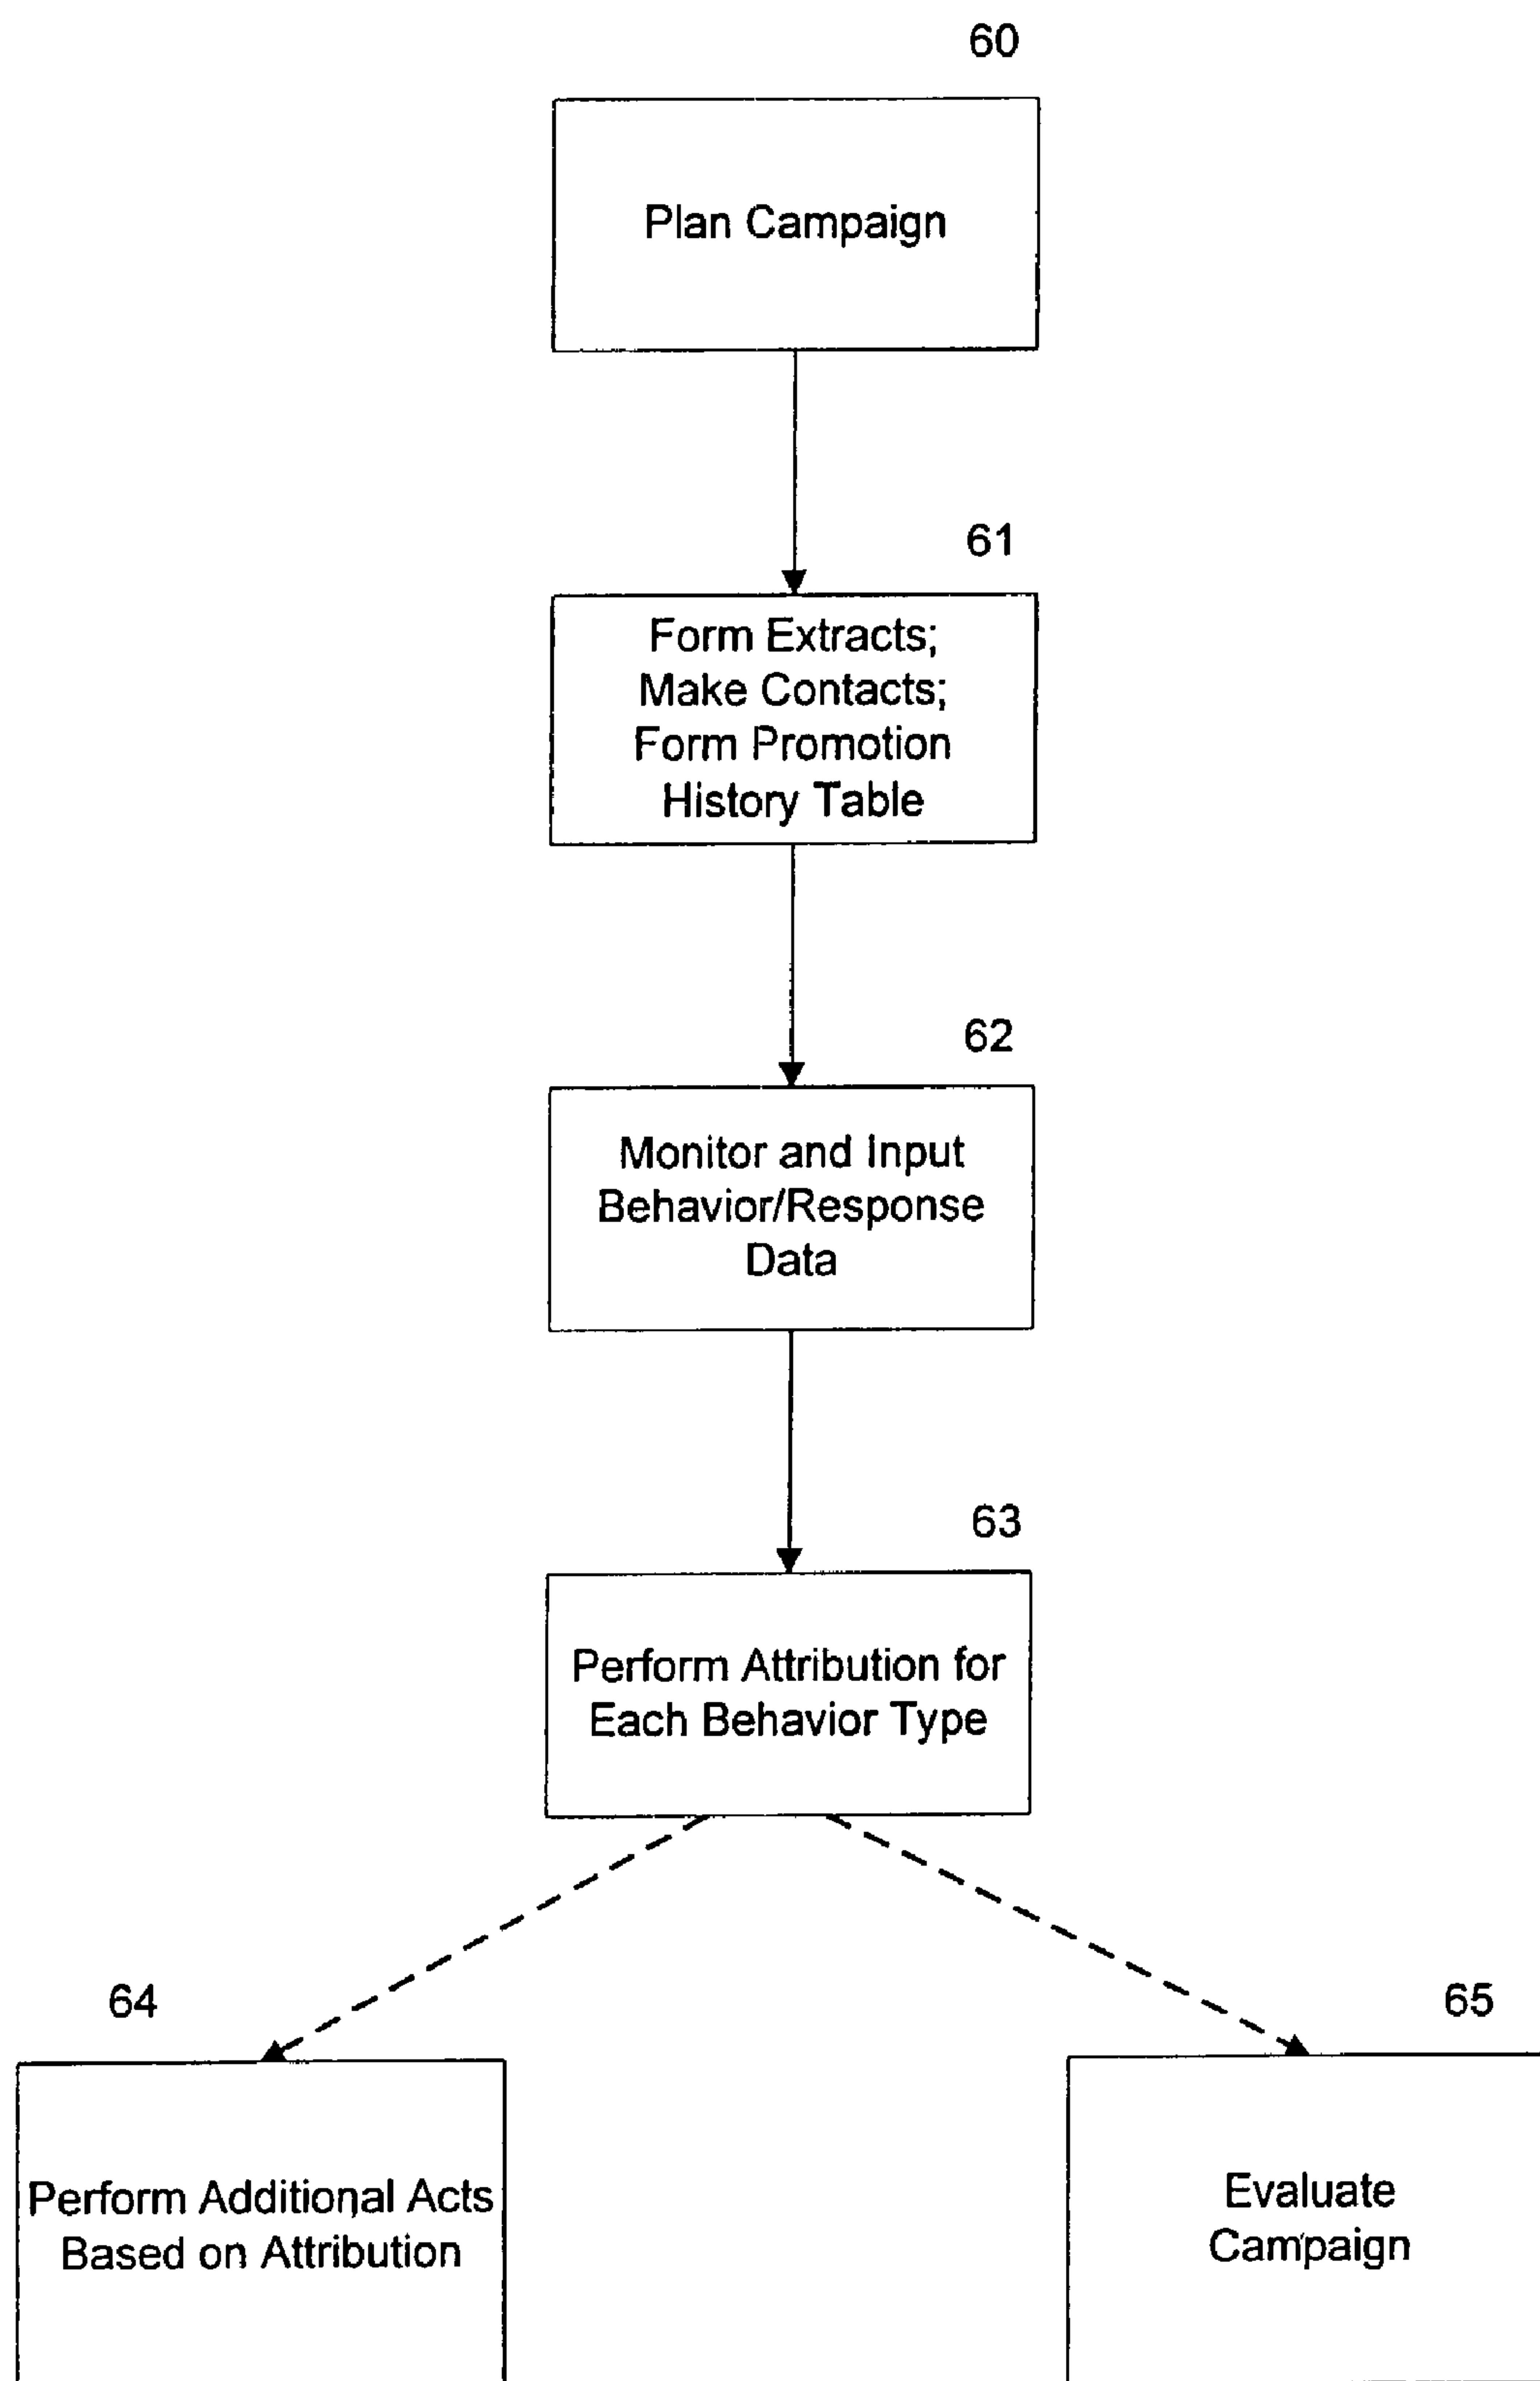 60
Plan Campaign
61
Form Extracts;
Make Contacts;
Form Promotion
History Table
62
Monitor and Input
Behavior/Response
Data
63
Perform Attribution for
Each Behavior Type
64
Perform Additional Acts
Based on Attribution
65
Evaluate
Campaign